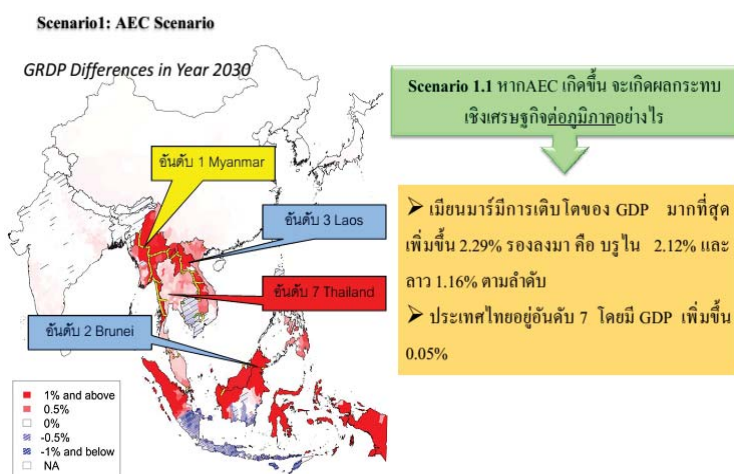 Scenario1: AEC Scenario
GRDP Differences in Year 2030
อันดับ 1 Myanmar
อันดับ 3 Laos
อันดับ 7 Thailand
อันดับ 2 Brunei
1% and above
0.5%
0%
-0.5%
-1% and below
NA
Scenario 1.1 หากAEC เกิดขึ้น จะเกิดผลกระทบ
เชิงเศรษฐกิจต่อภูมิภาคอย่างไร
➢ เมียนมาร์มีการเติบโตของ GDP มากที่สุด
เพิ่มขึ้น 2.29% รองลงมา คือ บรูไน 2.12% และ
ลาว 1.16% ตามลำดับ
➢ ประเทศไทยอยู่อันดับ 7 โดยมี GDP เพิ่มขึ้น
0.05%